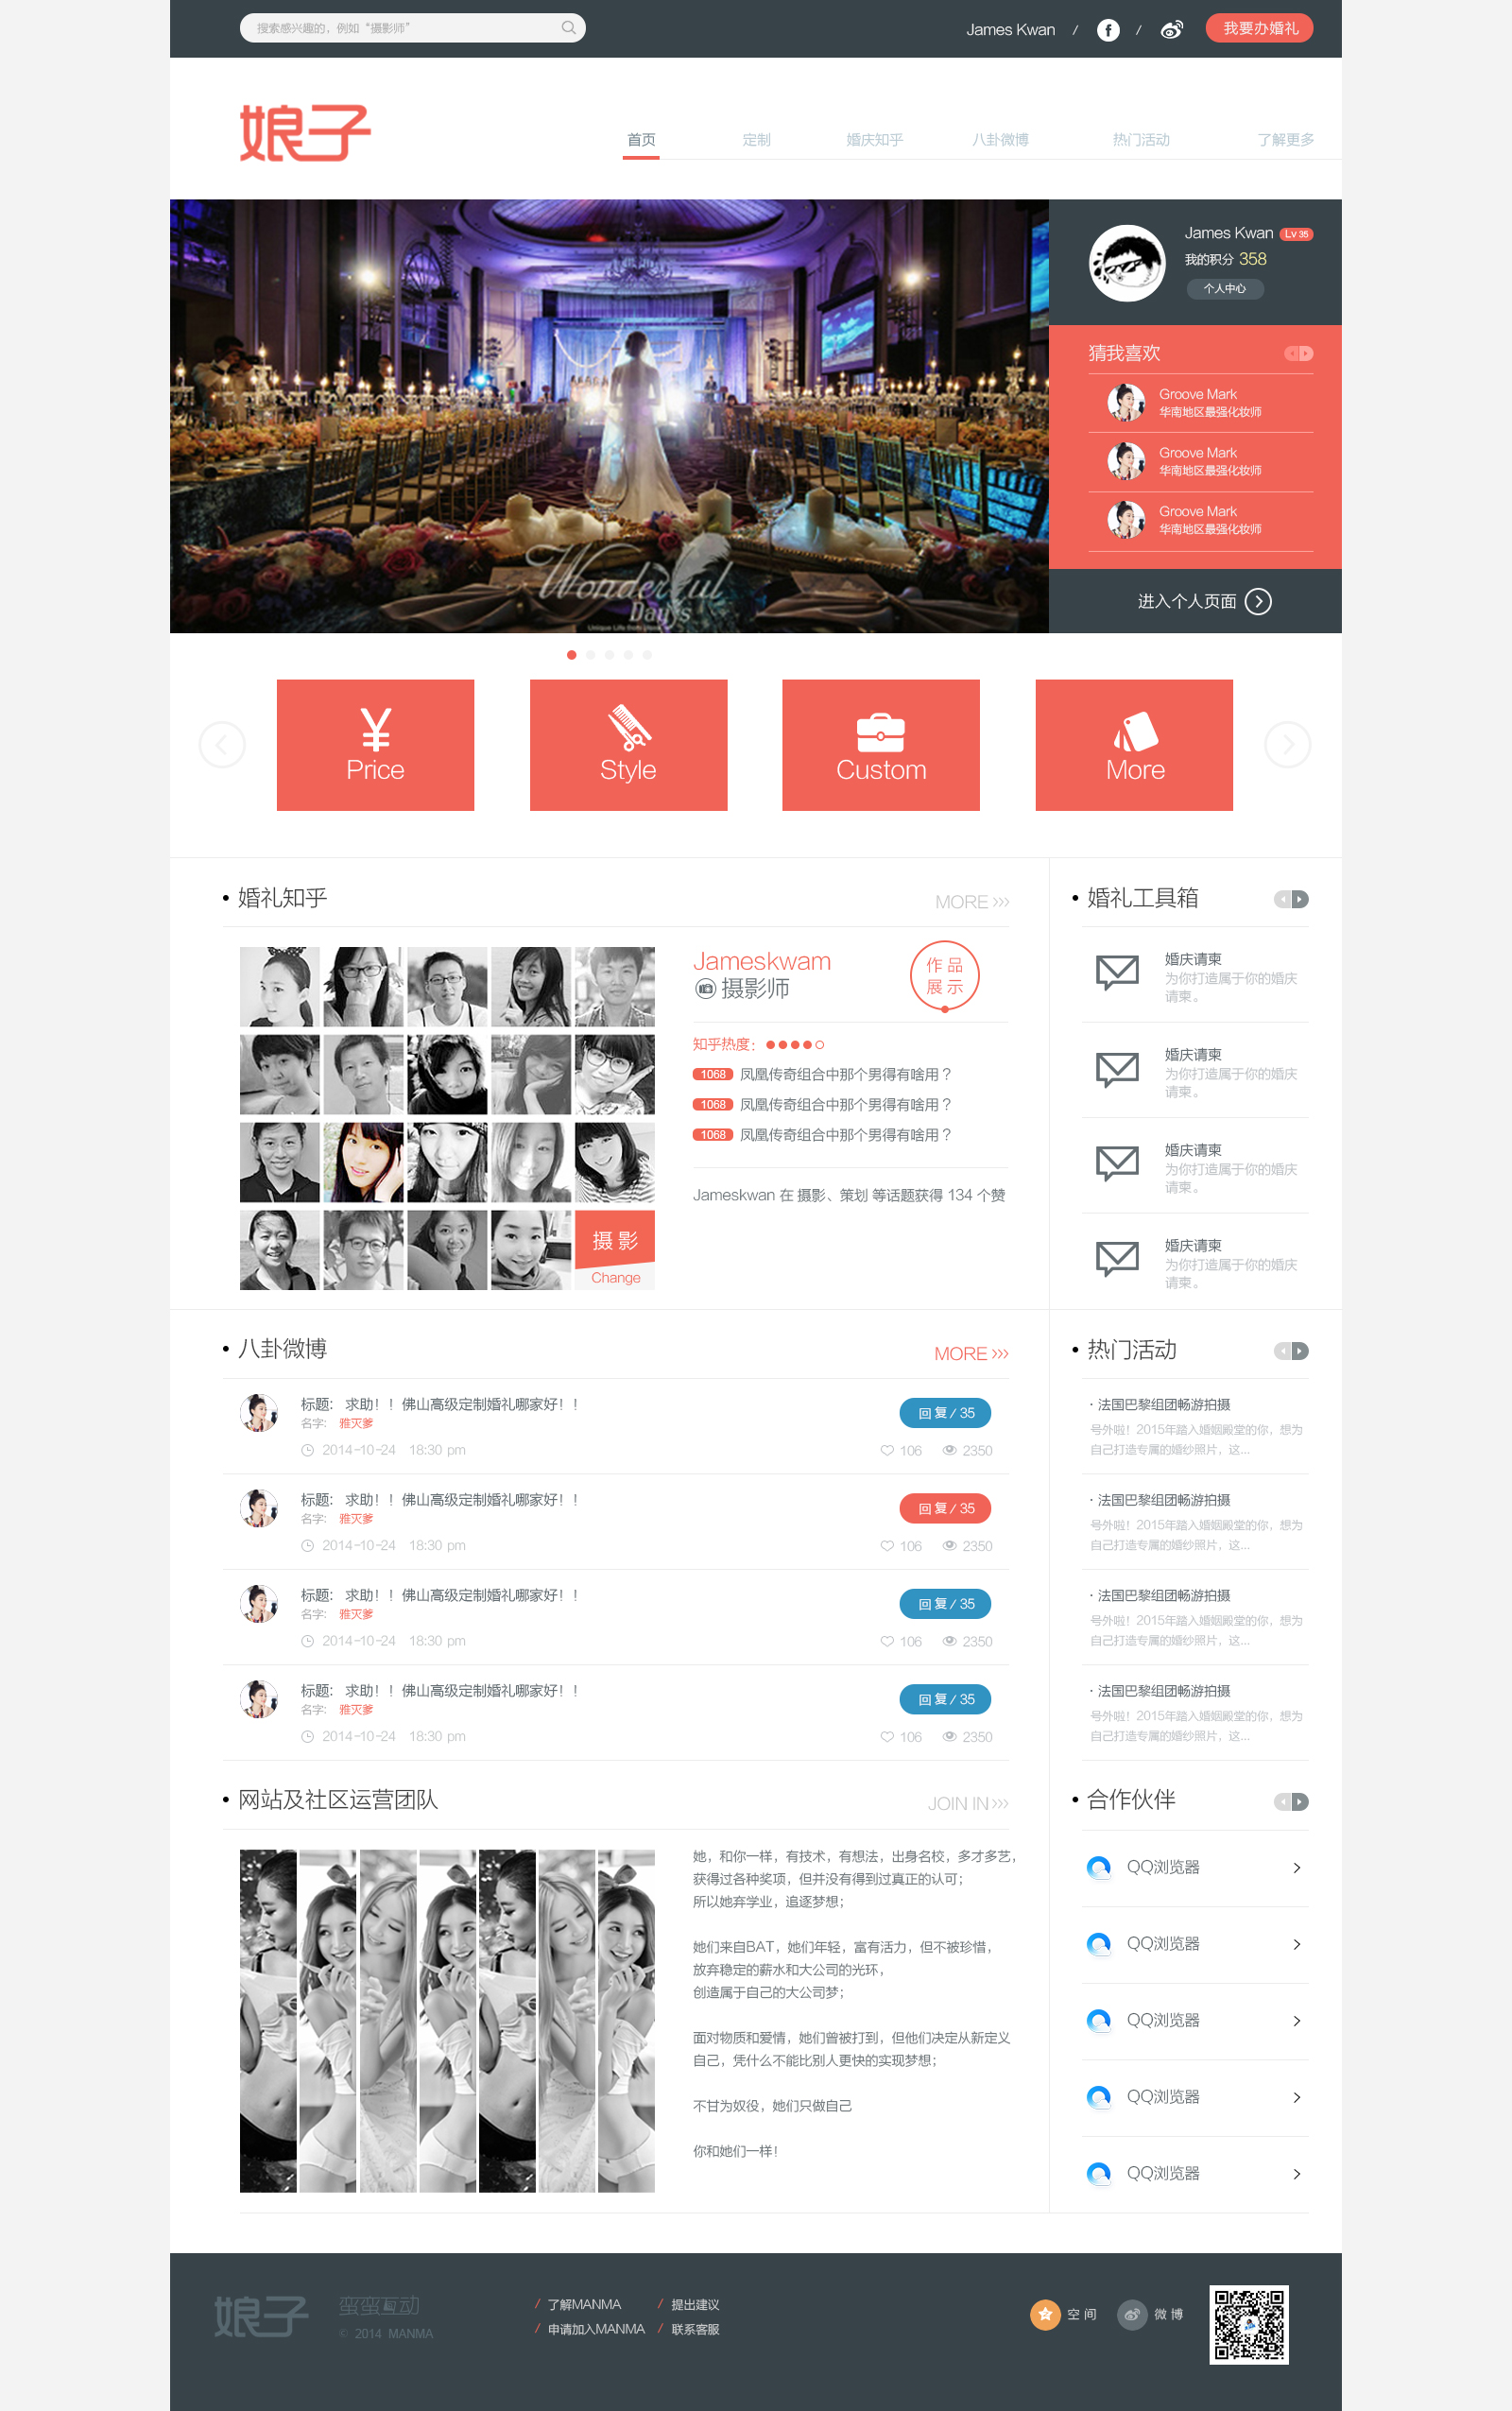 搜索感兴趣的，例如“摄影师”
James Kwan / f / 我要办婚礼
娘子
首页 定制 婚庆知乎 八卦微博 热门活动 了解更多
James Kwan Lv 35
我的积分 358
个人中心
猜我喜欢
Groove Mark
华南地区最强化妆师
Groove Mark
华南地区最强化妆师
Groove Mark
华南地区最强化妆师
进入个人页面
Wonderful
Day's
Price
Style
Custom
More
婚礼知乎
MORE
Jameskwam
摄影师
作品
展示
知乎热度：
1068 凤凰传奇组合中那个男得有啥用？
1068 凤凰传奇组合中那个男得有啥用？
1068 凤凰传奇组合中那个男得有啥用？
Jameskwan 在 摄影、策划 等话题获得 134 个赞
摄 影
Change
婚礼工具箱
婚庆请柬
为你打造属于你的婚庆
请柬。
婚庆请柬
为你打造属于你的婚庆
请柬。
婚庆请柬
为你打造属于你的婚庆
请柬。
婚庆请柬
为你打造属于你的婚庆
请柬。
八卦微博
MORE
标题： 求助！！佛山高级定制婚礼哪家好！！
名字： 雅灭爹
2014-10-24 18:30 pm
回 复 / 35
106 2350
标题： 求助！！佛山高级定制婚礼哪家好！！
名字： 雅灭爹
2014-10-24 18:30 pm
回 复 / 35
106 2350
标题： 求助！！佛山高级定制婚礼哪家好！！
名字： 雅灭爹
2014-10-24 18:30 pm
回 复 / 35
106 2350
标题： 求助！！佛山高级定制婚礼哪家好！！
名字： 雅灭爹
2014-10-24 18:30 pm
回 复 / 35
106 2350
热门活动
· 法国巴黎组团畅游拍摄
号外啦！2015年踏入婚姻殿堂的你，想为
自己打造专属的婚纱照片，这...
· 法国巴黎组团畅游拍摄
号外啦！2015年踏入婚姻殿堂的你，想为
自己打造专属的婚纱照片，这...
· 法国巴黎组团畅游拍摄
号外啦！2015年踏入婚姻殿堂的你，想为
自己打造专属的婚纱照片，这...
· 法国巴黎组团畅游拍摄
号外啦！2015年踏入婚姻殿堂的你，想为
自己打造专属的婚纱照片，这...
网站及社区运营团队
JOIN IN
她，和你一样，有技术，有想法，出身名校，多才多艺，
获得过各种奖项，但并没有得到过真正的认可；
所以她弃学业，追逐梦想；
她们来自BAT，她们年轻，富有活力，但不被珍惜，
放弃稳定的薪水和大公司的光环，
创造属于自己的大公司梦；
面对物质和爱情，她们曾被打到，但他们决定从新定义
自己，凭什么不能比别人更快的实现梦想；
不甘为奴役，她们只做自己
你和她们一样！
合作伙伴
QQ浏览器
QQ浏览器
QQ浏览器
QQ浏览器
QQ浏览器
娘子
蛮蛮互动
© 2014 MANMA
/ 了解MANMA / 提出建议
/ 申请加入MANMA / 联系客服
空 间
微 博